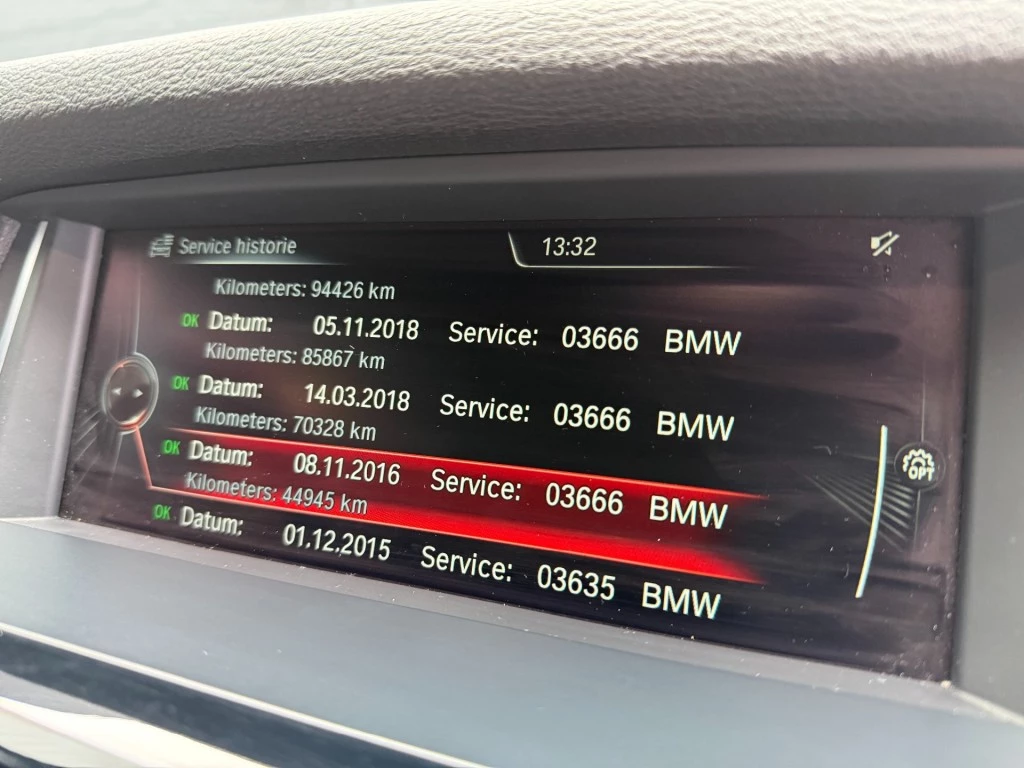 Service historie 13:32
Kilometers: 94426 km
OK Datum: 05.11.2018 Service: 03666 BMW
Kilometers: 85867 km
OK Datum: 14.03.2018 Service: 03666 BMW
Kilometers: 70328 km
OK Datum: 08.11.2016 Service: 03666 BMW
Kilometers: 44945 km
OK Datum: 01.12.2015 Service: 03635 BMW
OPT